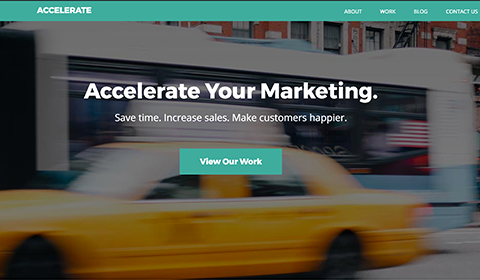 ACCELERATE
ABOUT WORK BLOG CONTACT US
Accelerate Your Marketing.
Save time. Increase sales. Make customers happier.
View Our Work